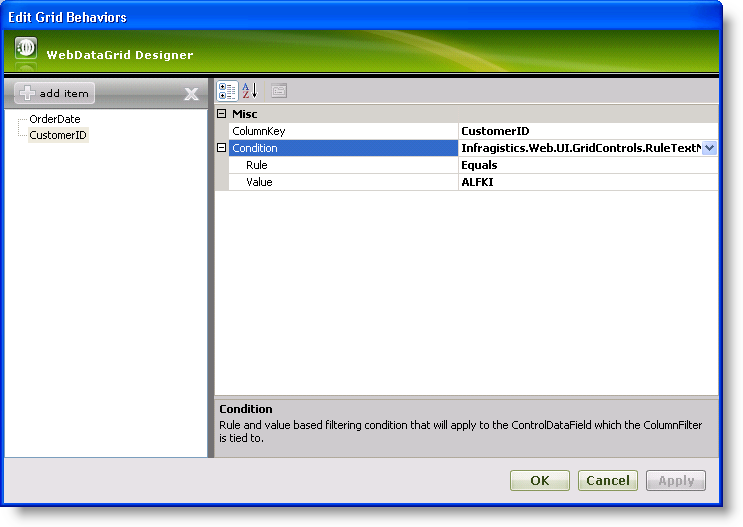 Edit Grid Behaviors
WebDataGrid Designer
add item
OrderDate
CustomerID
Misc
ColumnKey CustomerID
Condition Infragistics.Web.UI.GridControls.RuleTextN
Rule Equals
Value ALFKI
Condition
Rule and value based filtering condition that will apply to the ControlDataField which the ColumnFilter
is tied to.
OK Cancel Apply